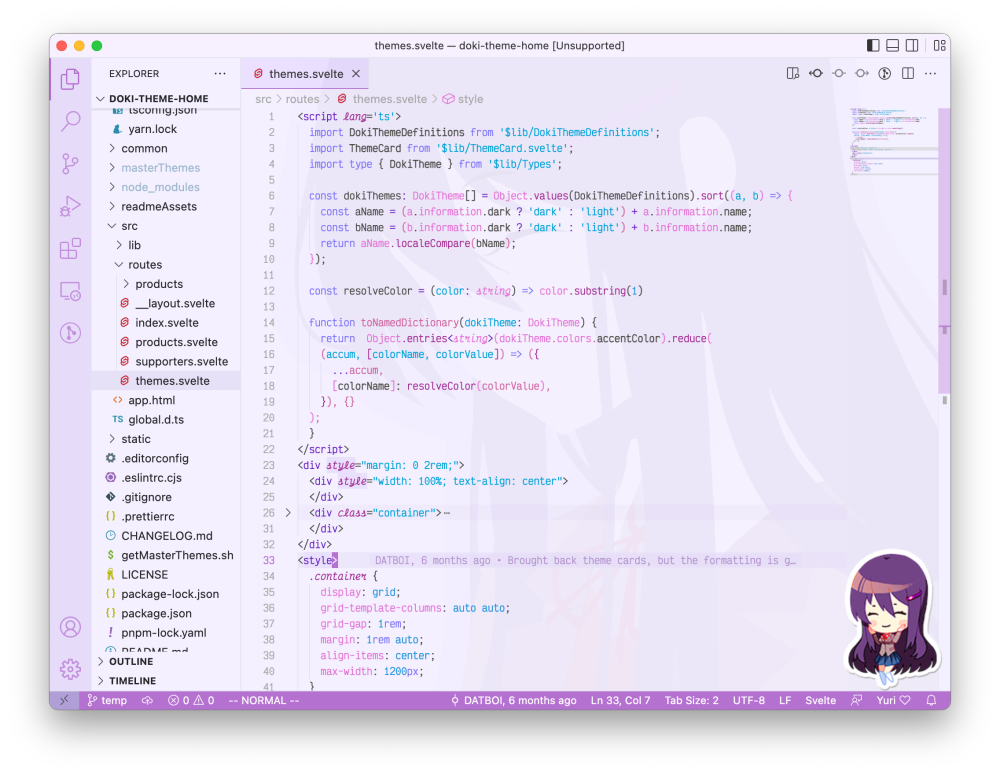 themes.svelte — doki-theme-home [Unsupported]
EXPLORER
DOKI-THEME-HOME
tsconfig.json
yarn.lock
common
masterThemes
node_modules
readmeAssets
src
lib
routes
products
__layout.svelte
index.svelte
products.svelte
supporters.svelte
themes.svelte
app.html
TS global.d.ts
static
.editorconfig
.eslintrc.cjs
.gitignore
{} .prettierrc
CHANGELOG.md
$ getMasterThemes.sh
LICENSE
{} package-lock.json
{} package.json
! pnpm-lock.yaml
README.md
OUTLINE
TIMELINE
themes.svelte
src > routes > themes.svelte > style
1 <script lang='ts'>
2 import DokiThemeDefinitions from '$lib/DokiThemeDefinitions';
3 import ThemeCard from '$lib/ThemeCard.svelte';
4 import type { DokiTheme } from '$lib/Types';
5
6 const dokiThemes: DokiTheme[] = Object.values(DokiThemeDefinitions).sort((a, b) => {
7 const aName = (a.information.dark ? 'dark' : 'light') + a.information.name;
8 const bName = (b.information.dark ? 'dark' : 'light') + b.information.name;
9 return aName.localeCompare(bName);
10 });
11
12 const resolveColor = (color: string) => color.substring(1)
13
14 function toNamedDictionary(dokiTheme: DokiTheme) {
15 return Object.entries<string>(dokiTheme.colors.accentColor).reduce(
16 (accum, [colorName, colorValue]) => ({
17 ...accum,
18 [colorName]: resolveColor(colorValue),
19 }), {}
20 );
21 }
22 </script>
23 <div style="margin: 0 2rem;">
24 <div style="width: 100%; text-align: center">
25 </div>
26 <div class="container">⋯
31 </div>
32 </div>
33 <style> DATBOI, 6 months ago • Brought back theme cards, but the formatting is g…
34 .container {
35 display: grid;
36 grid-template-columns: auto auto;
37 grid-gap: 1rem;
38 margin: 1rem auto;
39 align-items: center;
40 max-width: 1200px;
41 }
temp 0 0 -- NORMAL -- DATBOI, 6 months ago Ln 33, Col 7 Tab Size: 2 UTF-8 LF Svelte Yuri ♡